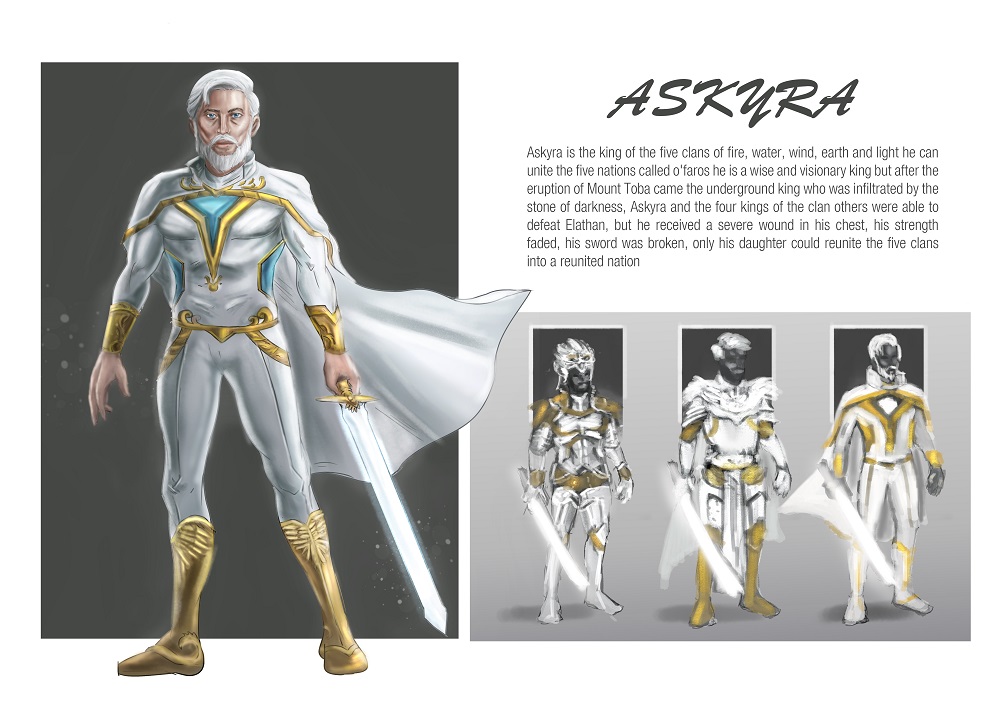 ASKYRA
Askyra is the king of the five clans of fire, water, wind, earth and light he can
unite the five nations called o'faros he is a wise and visionary king but after the
eruption of Mount Toba came the underground king who was infiltrated by the
stone of darkness, Askyra and the four kings of the clan others were able to
defeat Elathan, but he received a severe wound in his chest, his strength
faded, his sword was broken, only his daughter could reunite the five clans
into a reunited nation